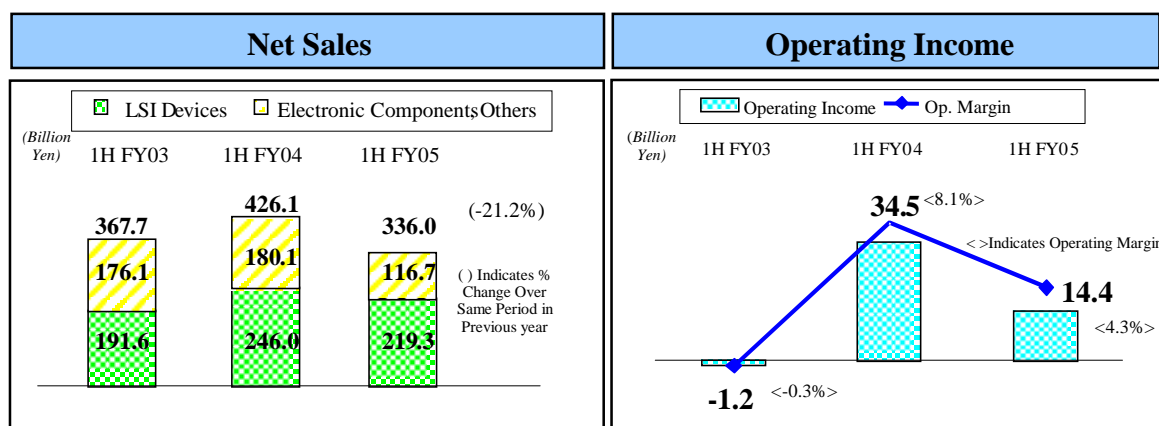 Net Sales
LSI Devices Electronic Components,Others
(Billion
Yen) 1H FY03 1H FY04 1H FY05
367.7 426.1 336.0 (-21.2%)
176.1 180.1 116.7
191.6 246.0 219.3
( ) Indicates %
Change Over
Same Period in
Previous year
Operating Income
Operating Income Op. Margin
(Billion
Yen) 1H FY03 1H FY04 1H FY05
34.5 <8.1%>
< >Indicates Operating Margin
14.4
<4.3%>
-1.2 <-0.3%>